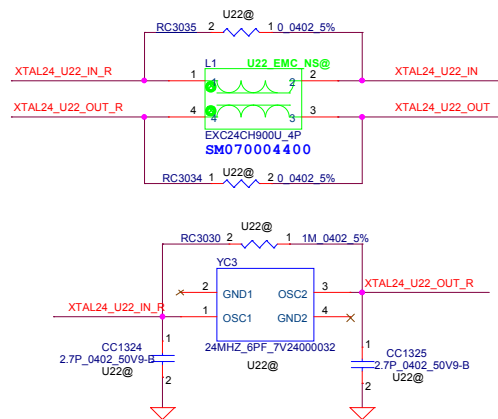 U22@
RC3035 2 1 0_0402_5%
L1 U22_EMC_NS@
XTAL24_U22_IN_R 1 1 2 2 XTAL24_U22_IN
XTAL24_U22_OUT_R 4 4 3 3 XTAL24_U22_OUT
EXC24CH900U_4P
SM070004400
U22@
RC3034 1 2 0_0402_5%
U22@
RC3030 2 1 1M_0402_5%
YC3
XTAL24_U22_OUT_R
2 GND1 OSC2 3
XTAL24_U22_IN_R
1 OSC1 GND2 4
24MHZ_6PF_7V24000032
U22@
CC1324 1
2.7P_0402_50V9-B
U22@
2
1 CC1325
2.7P_0402_50V9-B
U22@
2